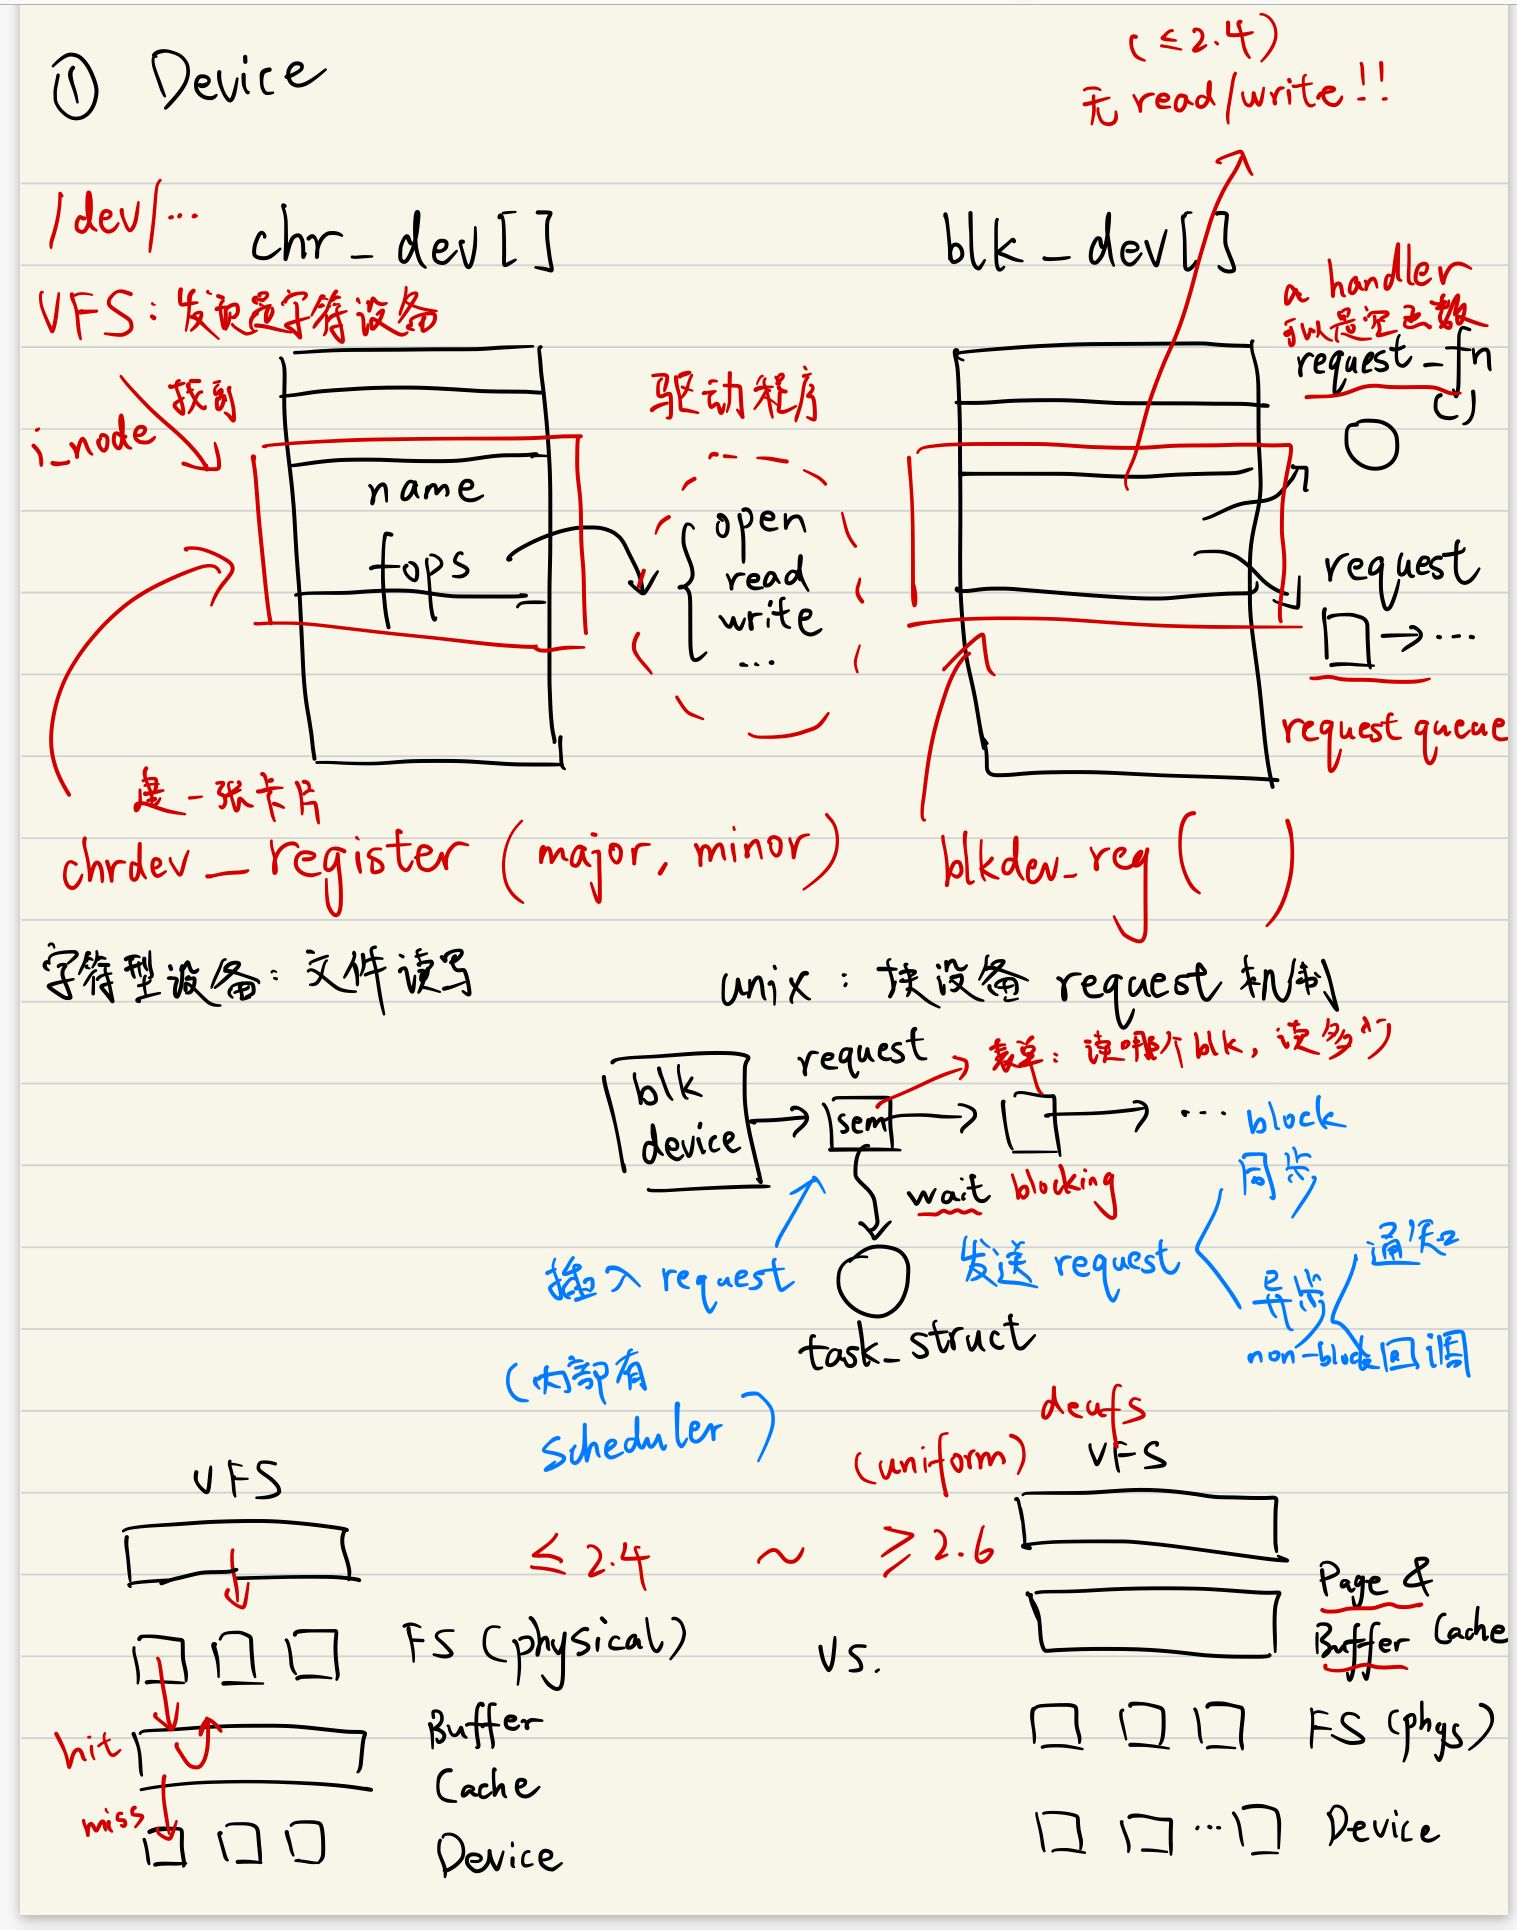 ① Device
(≤2.4)
无 read/write!!
/dev/...
chr_dev[]
blk_dev[]
VFS: 发现是字符设备
a handler
可以是空函数
request_fn
()
找到
i_node
驱动程序
name
fops
open
read
write
...
request
...
request queue
是一张卡片
chrdev_register (major, minor)
blkdev_reg ( )
字符型设备: 文件读写
unix: 块设备 request 机制
request
表单: 读哪个blk, 读多少
blk
device
sem
...
block
同步
wait
blocking
插入 request
发送 request
通知
异步
non-block
回调
task_struct
(内部有
scheduler)
devfs
(uniform)
VFS
VFS
≤2.4 ~ ≥2.6
Page &
Buffer Cache
FS (physical)
vs.
hit
Buffer
Cache
FS (phys)
miss
Device
...
Device